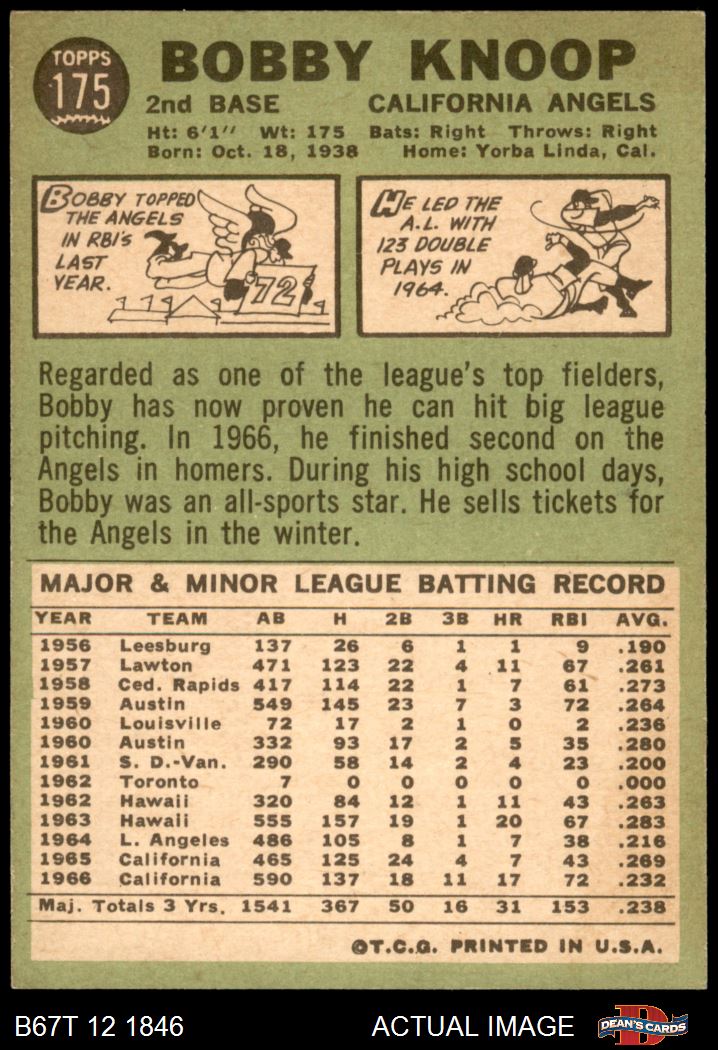 TOPPS
175
BOBBY KNOOP
2nd BASE CALIFORNIA ANGELS
Ht: 6'1" Wt: 175 Bats: Right Throws: Right
Born: Oct. 18, 1938 Home: Yorba Linda, Cal.
BOBBY TOPPED
THE ANGELS
IN RBI's
LAST
YEAR.
72
HE LED THE
A.L. WITH
123 DOUBLE
PLAYS IN
1964.
Regarded as one of the league's top fielders,
Bobby has now proven he can hit big league
pitching. In 1966, he finished second on the
Angels in homers. During his high school days,
Bobby was an all-sports star. He sells tickets for
the Angels in the winter.
MAJOR & MINOR LEAGUE BATTING RECORD
YEAR TEAM AB H 2B 3B HR RBI AVG.
1956 Leesburg 137 26 6 1 1 9 .190
1957 Lawton 471 123 22 4 11 67 .261
1958 Ced. Rapids 417 114 22 1 7 61 .273
1959 Austin 549 145 23 7 3 72 .264
1960 Louisville 72 17 2 1 0 2 .236
1960 Austin 332 93 17 2 5 35 .280
1961 S. D.-Van. 290 58 14 2 4 23 .200
1962 Toronto 7 0 0 0 0 0 .000
1962 Hawaii 320 84 12 1 11 43 .263
1963 Hawaii 555 157 19 1 20 67 .283
1964 L. Angeles 486 105 8 1 7 38 .216
1965 California 465 125 24 4 7 43 .269
1966 California 590 137 18 11 17 72 .232
Maj. Totals 3 Yrs. 1541 367 50 16 31 153 .238
©T.C.G. PRINTED IN U.S.A.
B67T 12 1846 ACTUAL IMAGE
D
DEAN'S CARDS